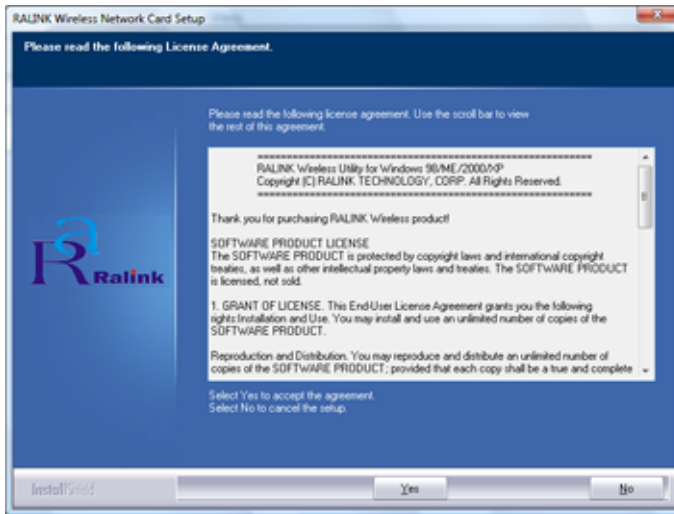 RALINK Wireless Network Card Setup
Please read the following License Agreement.
Please read the following license agreement. Use the scroll bar to view
the rest of this agreement.
================================================
RALINK Wireless Utility for Windows 98/ME/2000/XP
Copyright (C) RALINK TECHNOLOGY, CORP. All Rights Reserved.
================================================
Thank you for purchasing RALINK Wireless product!
SOFTWARE PRODUCT LICENSE
The SOFTWARE PRODUCT is protected by copyright laws and international copyright
treaties, as well as other intellectual property laws and treaties. The SOFTWARE PRODUCT
is licensed, not sold.
1. GRANT OF LICENSE. This End-User License Agreement grants you the following
rights:Installation and Use. You may install and use an unlimited number of copies of the
SOFTWARE PRODUCT.
Reproduction and Distribution. You may reproduce and distribute an unlimited number of
copies of the SOFTWARE PRODUCT; provided that each copy shall be a true and complete
Ra
Ralink
Select Yes to accept the agreement.
Select No to cancel the setup.
InstallShield
Yes
No